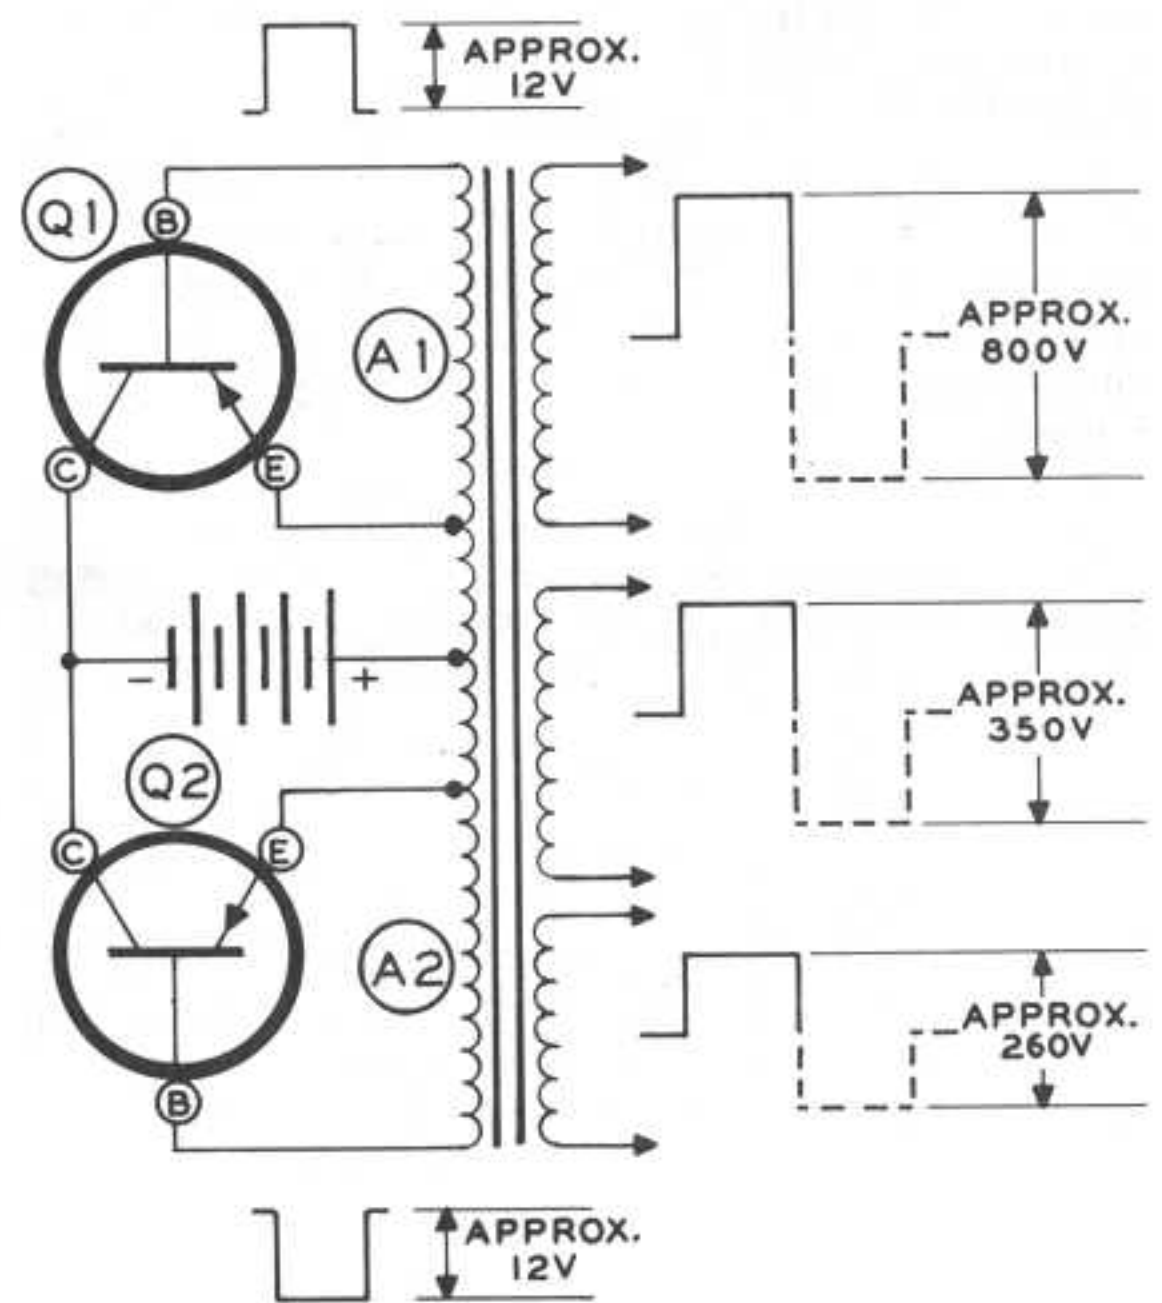 APPROX.
12V
Q1
B
A1
APPROX.
800V
C
E
- +
APPROX.
350V
Q2
C
E
A2
APPROX.
260V
B
APPROX.
12V